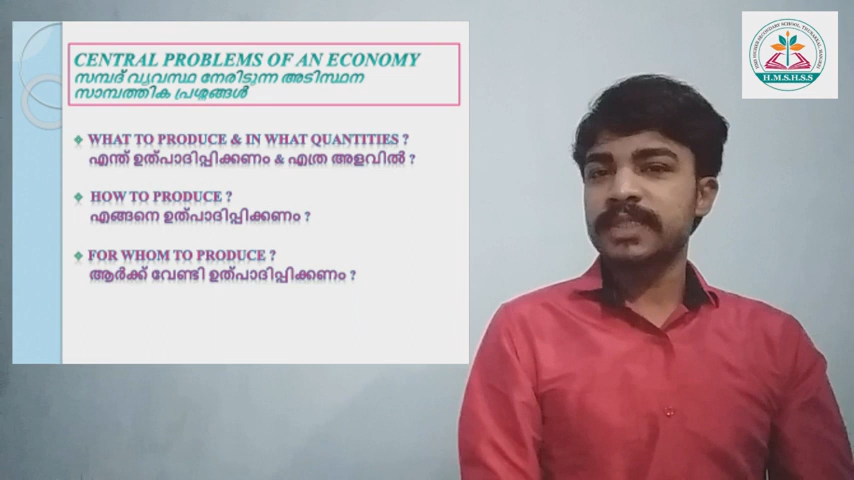 CENTRAL PROBLEMS OF AN ECONOMY
സമ്പദ് വ്യവസ്ഥ നേരിട്ടുന്ന അടിസ്ഥന
സാമ്പത്തിക പ്രശ്നങ്ങൾ
WHAT TO PRODUCE & IN WHAT QUANTITIES ?
എന്ത് ഉത്പാദിപ്പിക്കണം & എത്ര അളവിൽ ?
HOW TO PRODUCE ?
എങ്ങനെ ഉത്പാദിപ്പിക്കണം ?
FOR WHOM TO PRODUCE ?
ആർക്ക് വേണ്ടി ഉത്പാദിപ്പിക്കണം ?
H.M.S.H.S.S